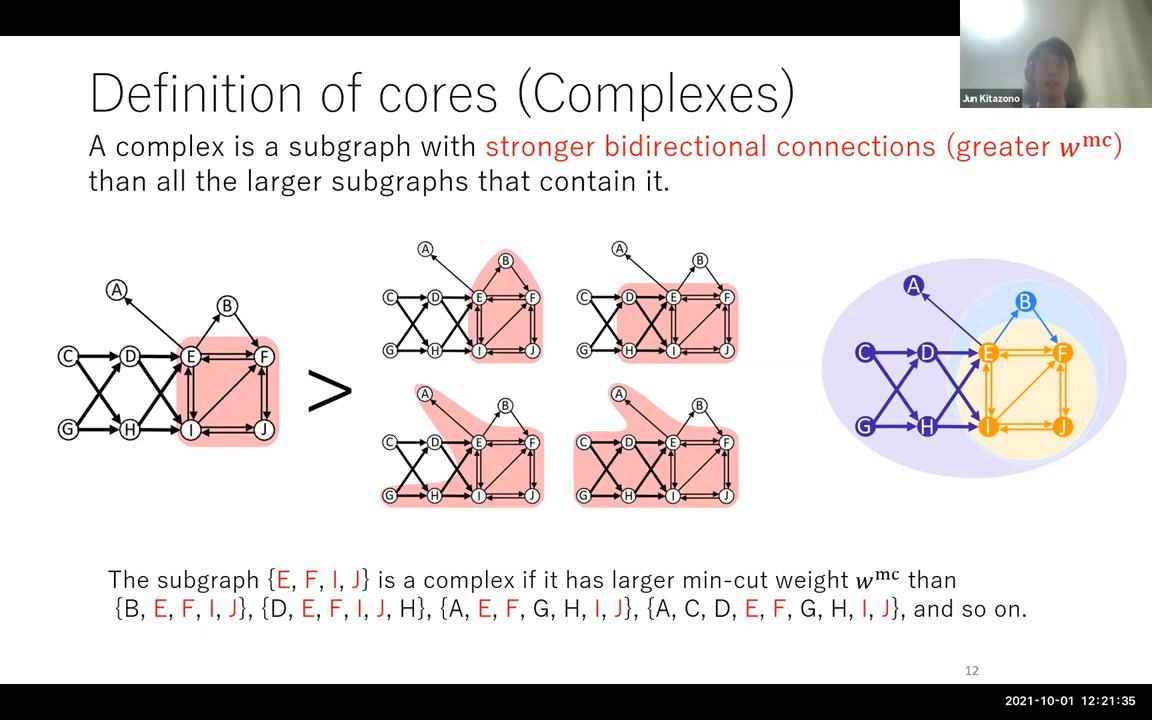 Jun Kitazono
Definition of cores (Complexes)
A complex is a subgraph with stronger bidirectional connections (greater w^mc)
than all the larger subgraphs that contain it.
A
B
C D E F
G H I J
>
A
B
C D E F
G H I J
A
B
C D E F
G H I J
A
B
C D E F
G H I J
A
B
C D E F
G H I J
A
B
C D E F
G H I J
The subgraph {E, F, I, J} is a complex if it has larger min-cut weight w^mc than
{B, E, F, I, J}, {D, E, F, I, J, H}, {A, E, F, G, H, I, J}, {A, C, D, E, F, G, H, I, J}, and so on.
12
2021-10-01 12:21:35